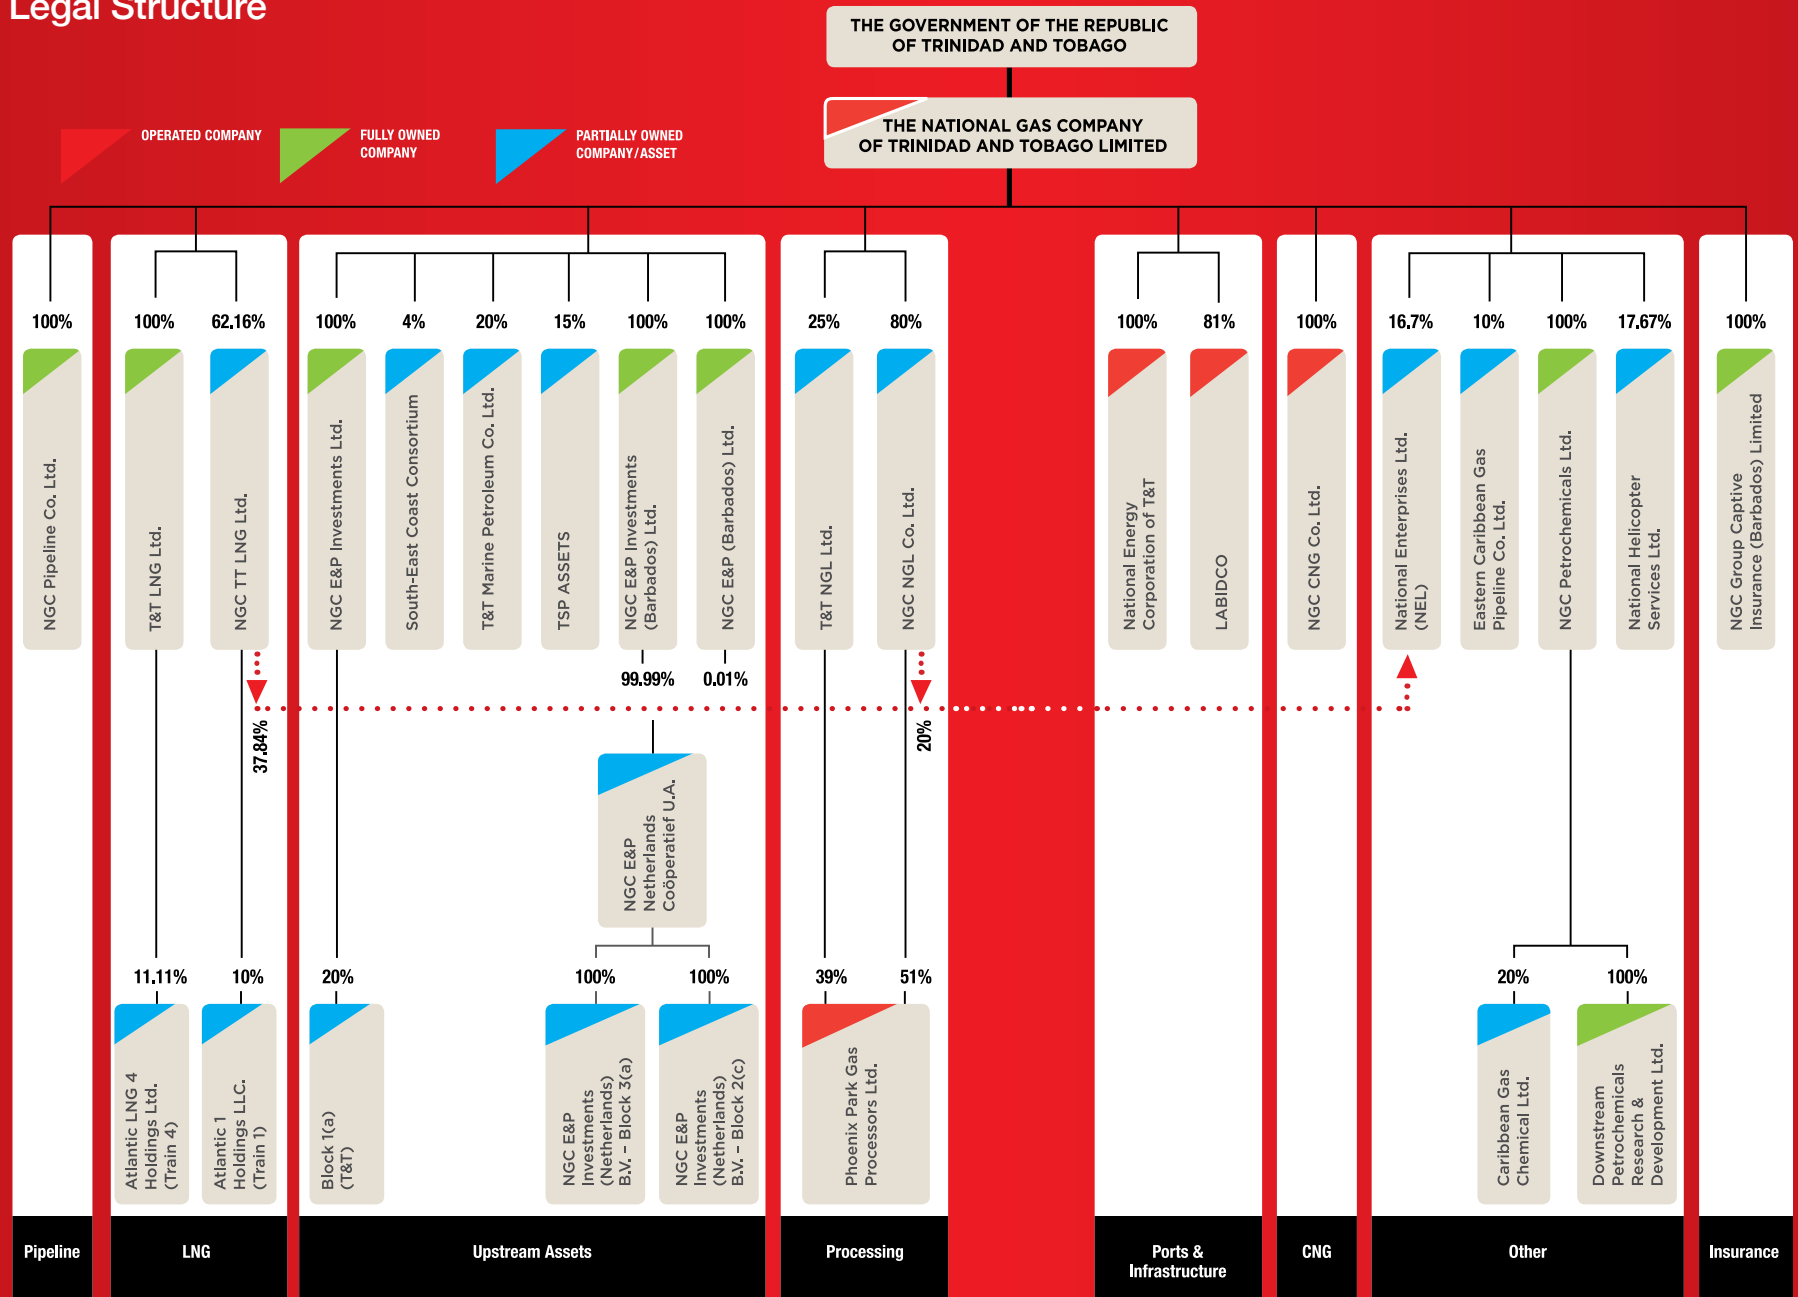 Legal Structure
THE GOVERNMENT OF THE REPUBLIC
OF TRINIDAD AND TOBAGO
THE NATIONAL GAS COMPANY
OF TRINIDAD AND TOBAGO LIMITED
OPERATED COMPANY
FULLY OWNED
COMPANY
PARTIALLY OWNED
COMPANY/ASSET
100%
100%
62.16%
100%
4%
20%
15%
100%
100%
25%
80%
100%
81%
100%
16.7%
10%
100%
17.67%
100%
NGC Pipeline Co. Ltd.
T&T LNG Ltd.
NGC TT LNG Ltd.
NGC E&P Investments Ltd.
South-East Coast Consortium
T&T Marine Petroleum Co. Ltd.
TSP ASSETS
NGC E&P Investments
(Barbados) Ltd.
NGC E&P (Barbados) Ltd.
T&T NGL Ltd.
NGC NGL Co. Ltd.
National Energy
Corporation of T&T
LABIDCO
NGC CNG Co. Ltd.
National Enterprises Ltd.
(NEL)
Eastern Caribbean Gas
Pipeline Co. Ltd.
NGC Petrochemicals Ltd.
National Helicopter
Services Ltd.
NGC Group Captive
Insurance (Barbados) Limited
99.99%
0.01%
37.84%
20%
NGC E&P
Netherlands
Coöperatief U.A.
11.11%
10%
20%
100%
100%
39%
51%
20%
100%
Atlantic LNG 4
Holdings Ltd.
(Train 4)
Atlantic 1
Holdings LLC.
(Train 1)
Block 1(a)
(T&T)
NGC E&P
Investments
(Netherlands)
B.V. – Block 3(a)
NGC E&P
Investments
(Netherlands)
B.V. – Block 2(c)
Phoenix Park Gas
Processors Ltd.
Caribbean Gas
Chemical Ltd.
Downstream
Petrochemicals
Research &
Development Ltd.
Pipeline
LNG
Upstream Assets
Processing
Ports &
Infrastructure
CNG
Other
Insurance